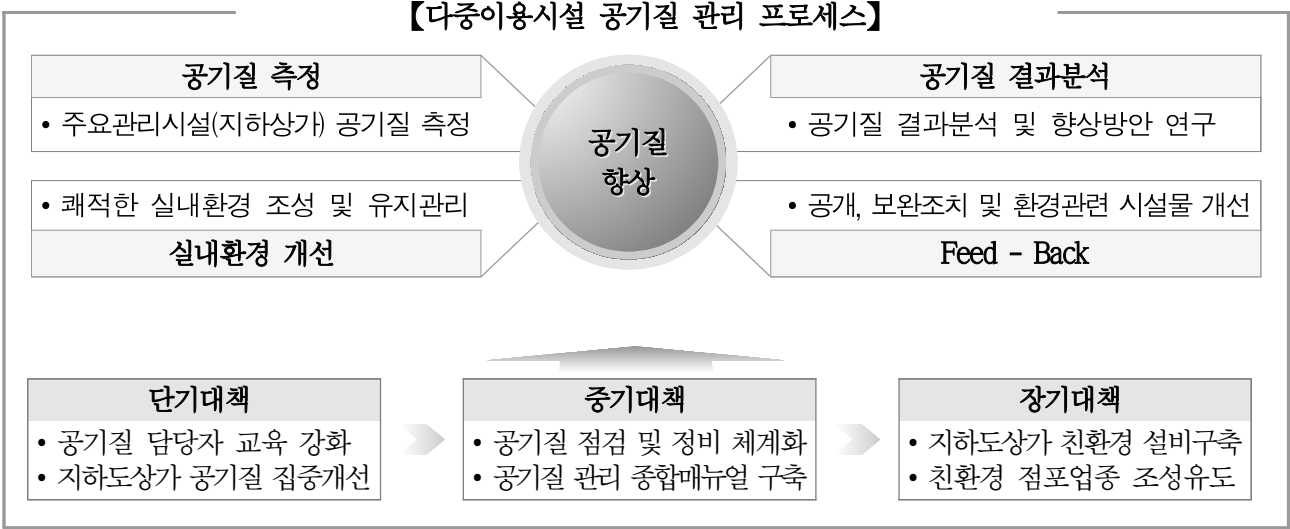 【다중이용시설 공기질 관리 프로세스】
공기질 측정
• 주요관리시설(지하상가) 공기질 측정
공기질 결과분석
• 공기질 결과분석 및 향상방안 연구
공기질
향상
• 쾌적한 실내환경 조성 및 유지관리
실내환경 개선
• 공개, 보완조치 및 환경관련 시설물 개선
Feed - Back
단기대책
• 공기질 담당자 교육 강화
• 지하도상가 공기질 집중개선
중기대책
• 공기질 점검 및 정비 체계화
• 공기질 관리 종합매뉴얼 구축
장기대책
• 지하도상가 친환경 설비구축
• 친환경 점포업종 조성유도